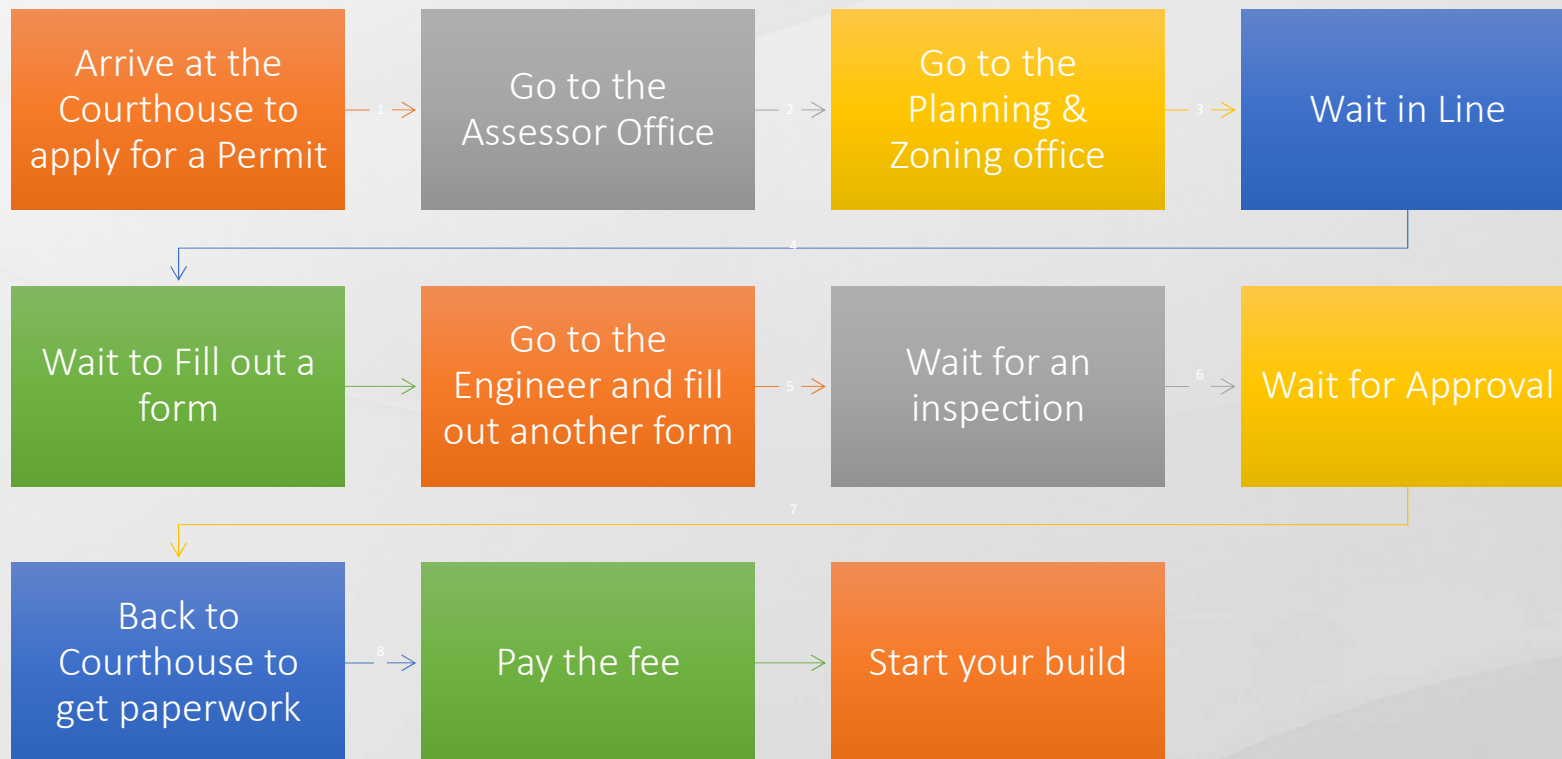 Arrive at the
Courthouse to
apply for a Permit
1
Go to the
Assessor Office
2
Go to the
Planning &
Zoning office
3
Wait in Line
4
Wait to Fill out a
form
Go to the
Engineer and fill
out another form
5
Wait for an
inspection
6
Wait for Approval
7
Back to
Courthouse to
get paperwork
8
Pay the fee
Start your build